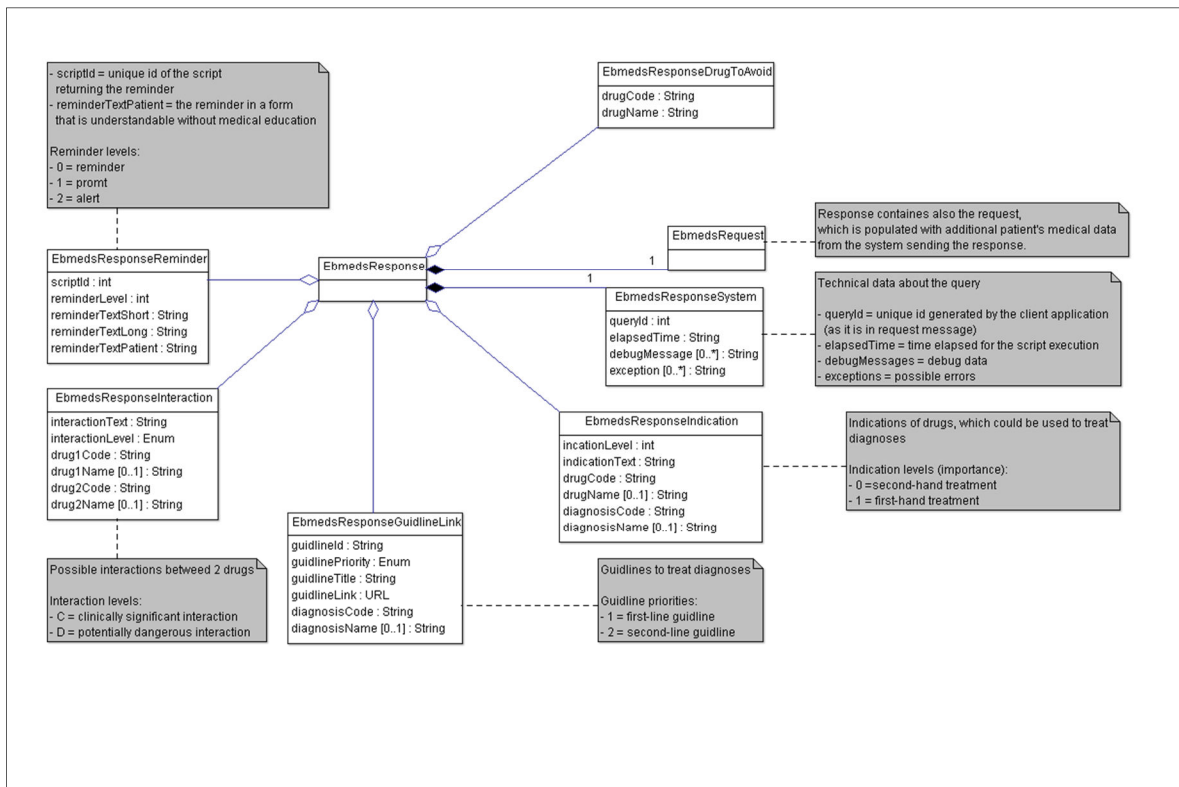 - scriptId = unique id of the script
returning the reminder
- reminderTextPatient = the reminder in a form
that is understandable without medical education
Reminder levels:
- 0 = reminder
- 1 = promt
- 2 = alert
EbmedsResponseDrugToAvoid
drugCode : String
drugName : String
EbmedsResponseReminder
scriptId : int
reminderLevel : int
reminderTextShort : String
reminderTextLong : String
reminderTextPatient : String
EbmedsResponse
1
1
EbmedsRequest
Response containes also the request,
which is populated with additional patient's medical data
from the system sending the response.
EbmedsResponseSystem
queryId : int
elapsedTime : String
debugMessage [0..*] : String
exception [0..*] : String
Technical data about the query
- queryId = unique id generated by the client application
(as it is in request message)
- elapsedTime = time elapsed for the script execution
- debugMessages = debug data
- exceptions = possible errors
EbmedsResponseInteraction
interactionText : String
interactionLevel : Enum
drug1Code : String
drug1Name [0..1] : String
drug2Code : String
drug2Name [0..1] : String
EbmedsResponseIndication
incationLevel : int
indicationText : String
drugCode : String
drugName [0..1] : String
diagnosisCode : String
diagnosisName [0..1] : String
Indications of drugs, which could be used to treat
diagnoses
Indication levels (importance):
- 0 =second-hand treatment
- 1 = first-hand treatment
Possible interactions betweed 2 drugs
Interaction levels:
- C = clinically significant interaction
- D = potentially dangerous interaction
EbmedsResponseGuidlineLink
guidlineId : String
guidlinePriority : Enum
guidlineTitle : String
guidlineLink : URL
diagnosisCode : String
diagnosisName [0..1] : String
Guidlines to treat diagnoses
Guidline priorities:
- 1 = first-line guidline
- 2 = second-line guidline